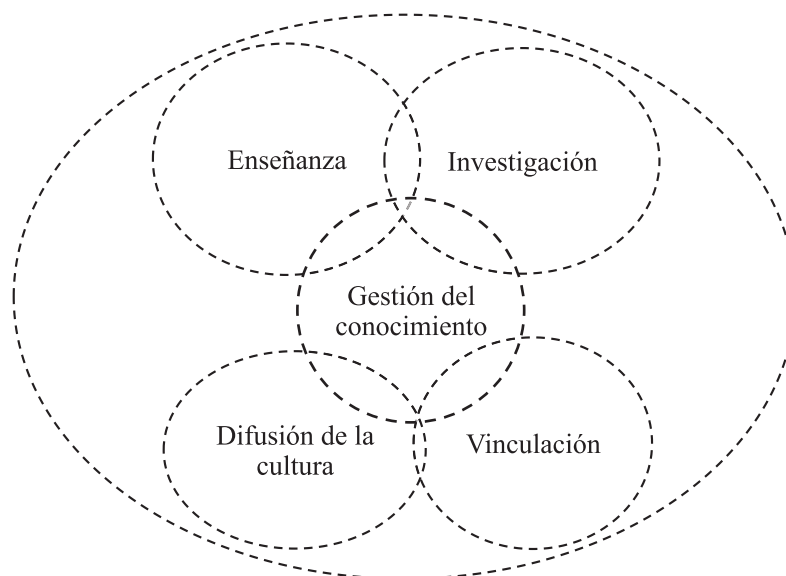 Enseñanza
Investigación
Gestión del
conocimiento
Difusión de la
cultura
Vinculación